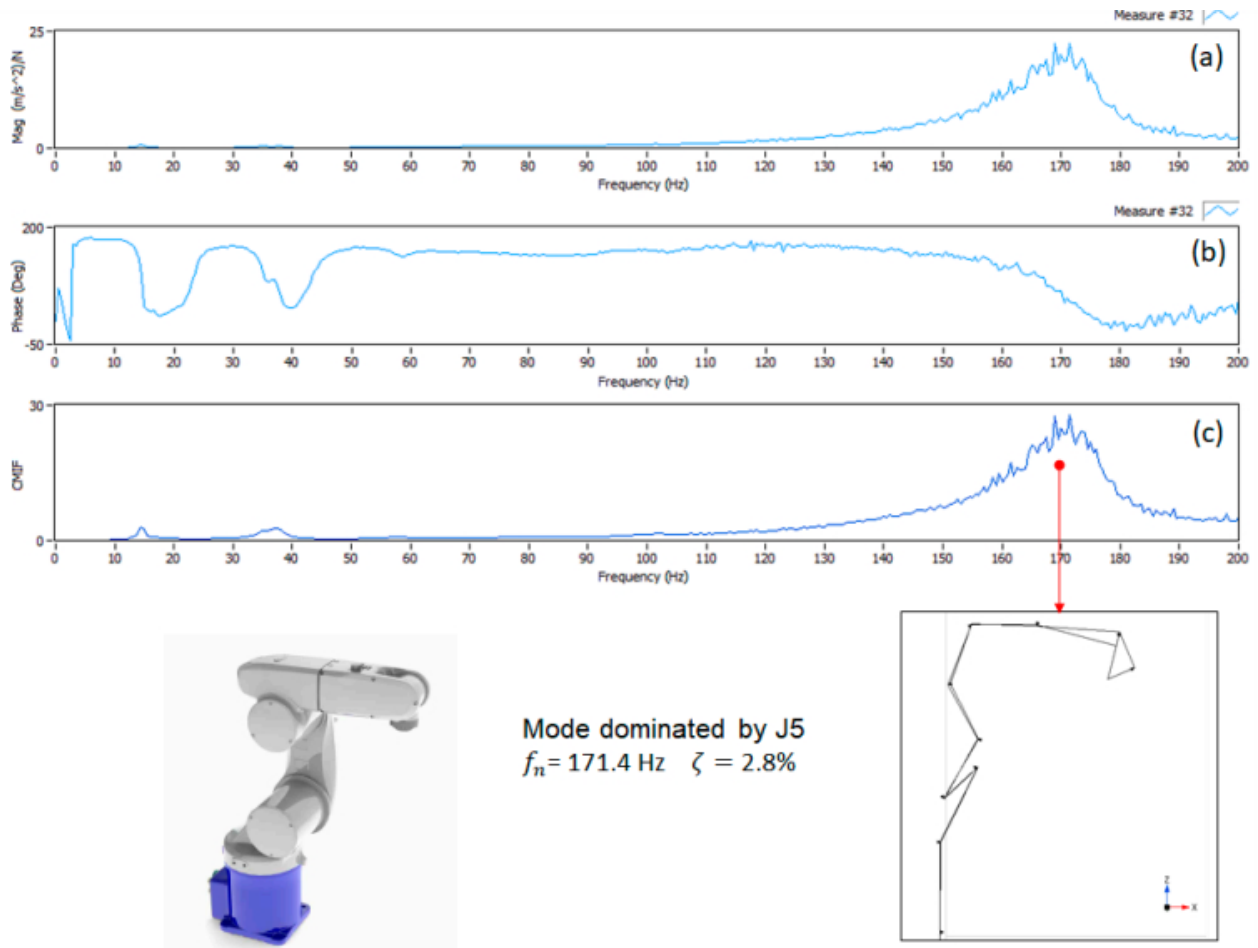 Measure #32
25
(a)
Mag (m/s^2)/N
0
0 10 20 30 40 50 60 70 80 90 100 110 120 130 140 150 160 170 180 190 200
Frequency (Hz)
Measure #32
200
(b)
Phase (Deg)
-50
0 10 20 30 40 50 60 70 80 90 100 110 120 130 140 150 160 170 180 190 200
Frequency (Hz)
30
(c)
CMIF
0
0 10 20 30 40 50 60 70 80 90 100 110 120 130 140 150 160 170 180 190 200
Frequency (Hz)
Mode dominated by J5
fₙ= 171.4 Hz ζ = 2.8%
Z
X